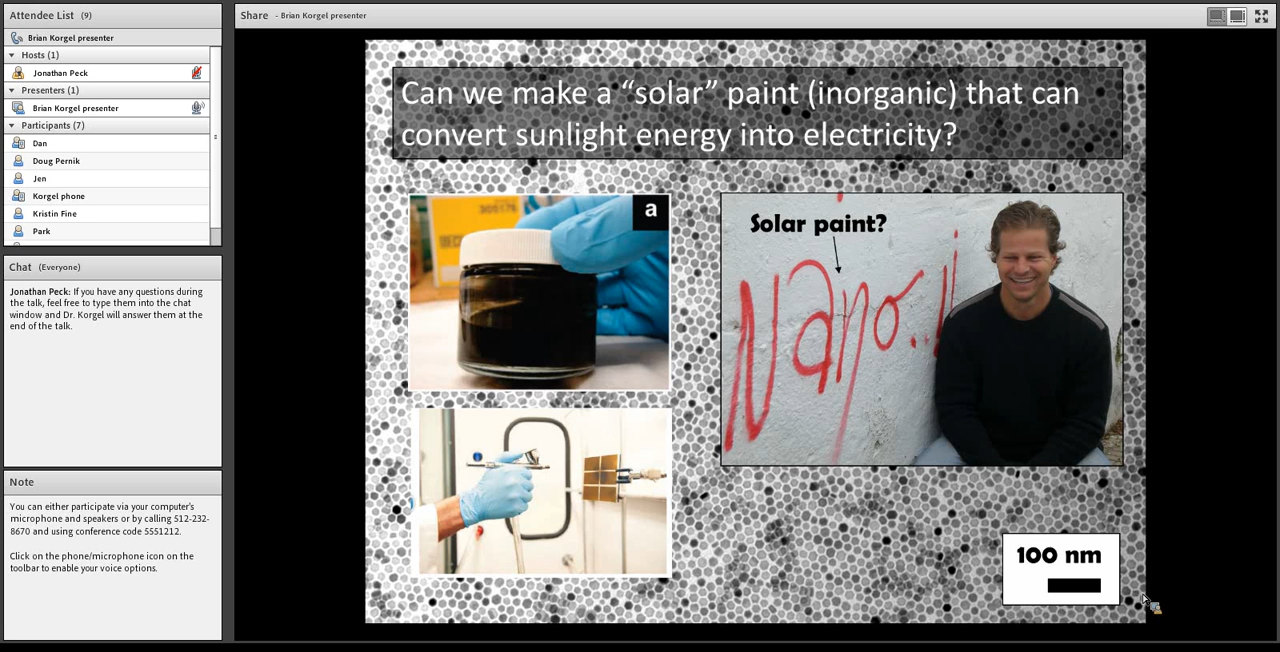 Attendee List (9)
Brian Korgel presenter
Hosts (1)
Jonathan Peck
Presenters (1)
Brian Korgel presenter
Participants (7)
Dan
Doug Pernik
Jen
Korgel phone
Kristin Fine
Park
Chat (Everyone)
Jonathan Peck: If you have any questions during
the talk, feel free to type them into the chat
window and Dr. Korgel will answer them at the
end of the talk.
Note
You can either participate via your computer's
microphone and speakers or by calling 512-232-
8670 and using conference code 5551212.
Click on the phone/microphone icon on the
toolbar to enable your voice options.
Share - Brian Korgel presenter
Can we make a “solar” paint (inorganic) that can
convert sunlight energy into electricity?
a
Solar paint?
Nano..!
100 nm